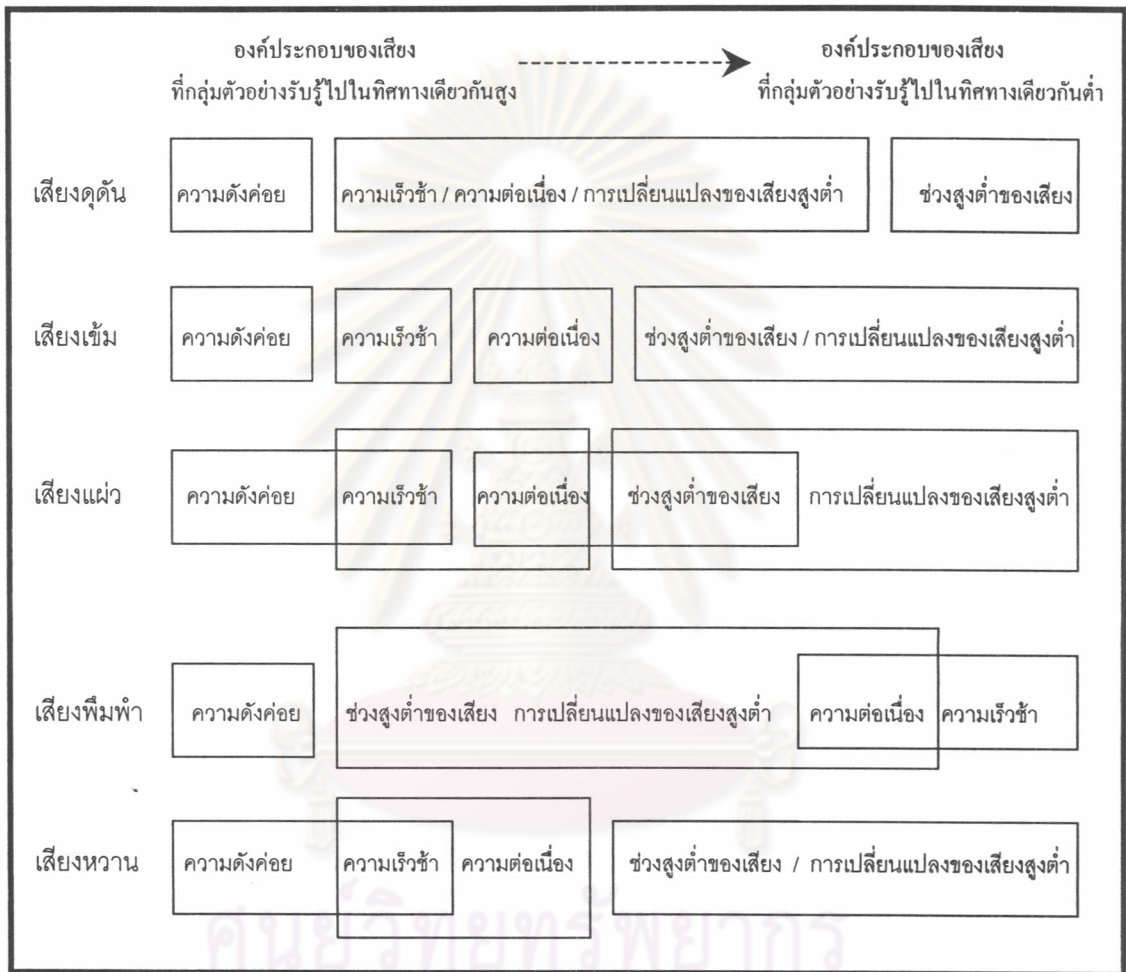 องค์ประกอบของเสียง องค์ประกอบของเสียง
ที่กลุ่มตัวอย่างรับรู้ไปในทิศทางเดียวกันสูง ที่กลุ่มตัวอย่างรับรู้ไปในทิศทางเดียวกันต่ำ
เสียงดุดัน ความดังค่อย ความเร็วช้า / ความต่อเนื่อง / การเปลี่ยนแปลงของเสียงสูงต่ำ ช่วงสูงต่ำของเสียง
เสียงเข้ม ความดังค่อย ความเร็วช้า ความต่อเนื่อง ช่วงสูงต่ำของเสียง / การเปลี่ยนแปลงของเสียงสูงต่ำ
เสียงแผ่ว ความดังค่อย ความเร็วช้า ความต่อเนื่อง ช่วงสูงต่ำของเสียง การเปลี่ยนแปลงของเสียงสูงต่ำ
เสียงพึมพำ ความดังค่อย ช่วงสูงต่ำของเสียง การเปลี่ยนแปลงของเสียงสูงต่ำ ความต่อเนื่อง ความเร็วช้า
เสียงหวาน ความดังค่อย ความเร็วช้า ความต่อเนื่อง ช่วงสูงต่ำของเสียง / การเปลี่ยนแปลงของเสียงสูงต่ำ
ศูนย์วิทยทรัพยากร